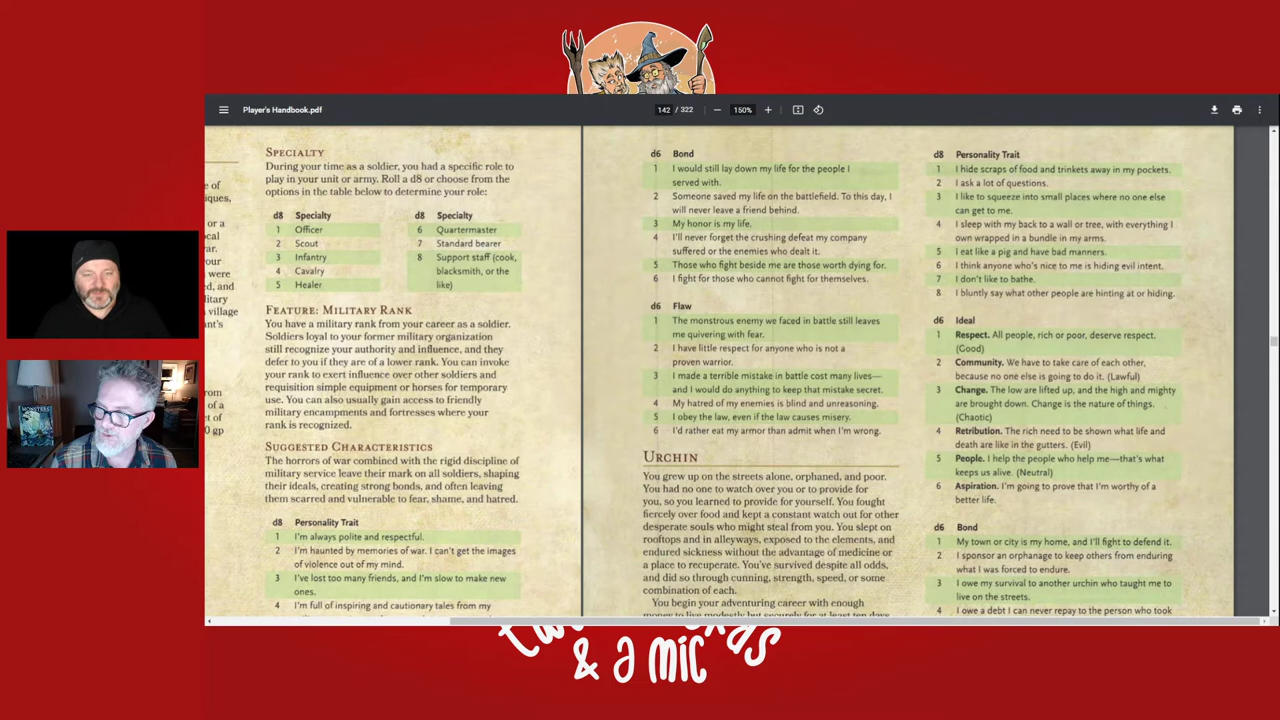 Player's Handbook.pdf
142 / 322
150%
e of
iques,
or a
ocal
war.
your
were
ilitary
village
ant's
from
of
t of
0 gp
SPECIALTY
During your time as a soldier, you had a specific role to
play in your unit or army. Roll a d8 or choose from the
options in the table below to determine your role:
d8 Specialty
1 Officer
2 Scout
3 Infantry
4 Cavalry
5 Healer
d8 Specialty
6 Quartermaster
7 Standard bearer
8 Support staff (cook,
blacksmith, or the
like)
FEATURE: MILITARY RANK
You have a military rank from your career as a soldier.
Soldiers loyal to your former military organization
still recognize your authority and influence, and they
defer to you if they are of a lower rank. You can invoke
your rank to exert influence over other soldiers and
requisition simple equipment or horses for temporary
use. You can also usually gain access to friendly
military encampments and fortresses where your
rank is recognized.
SUGGESTED CHARACTERISTICS
The horrors of war combined with the rigid discipline of
military service leave their mark on all soldiers, shaping
their ideals, creating strong bonds, and often leaving
them scarred and vulnerable to fear, shame, and hatred.
d8 Personality Trait
1 I'm always polite and respectful.
2 I'm haunted by memories of war. I can't get the images
of violence out of my mind.
3 I've lost too many friends, and I'm slow to make new
ones.
4 I'm full of inspiring and cautionary tales from my
d6 Bond
1 I would still lay down my life for the people I
served with.
2 Someone saved my life on the battlefield. To this day, I
will never leave a friend behind.
3 My honor is my life.
4 I'll never forget the crushing defeat my company
suffered or the enemies who dealt it.
5 Those who fight beside me are those worth dying for.
6 I fight for those who cannot fight for themselves.
d6 Flaw
1 The monstrous enemy we faced in battle still leaves
me quivering with fear.
2 I have little respect for anyone who is not a
proven warrior.
3 I made a terrible mistake in battle cost many lives—
and I would do anything to keep that mistake secret.
4 My hatred of my enemies is blind and unreasoning.
5 I obey the law, even if the law causes misery.
6 I'd rather eat my armor than admit when I'm wrong.
URCHIN
You grew up on the streets alone, orphaned, and poor.
You had no one to watch over you or to provide for
you, so you learned to provide for yourself. You fought
fiercely over food and kept a constant watch out for other
desperate souls who might steal from you. You slept on
rooftops and in alleyways, exposed to the elements, and
endured sickness without the advantage of medicine or
a place to recuperate. You've survived despite all odds,
and did so through cunning, strength, speed, or some
combination of each.
You begin your adventuring career with enough
money to live modestly but securely for at least ten days
d8 Personality Trait
1 I hide scraps of food and trinkets away in my pockets.
2 I ask a lot of questions.
3 I like to squeeze into small places where no one else
can get to me.
4 I sleep with my back to a wall or tree, with everything I
own wrapped in a bundle in my arms.
5 I eat like a pig and have bad manners.
6 I think anyone who's nice to me is hiding evil intent.
7 I don't like to bathe.
8 I bluntly say what other people are hinting at or hiding.
d6 Ideal
1 Respect. All people, rich or poor, deserve respect.
(Good)
2 Community. We have to take care of each other,
because no one else is going to do it. (Lawful)
3 Change. The low are lifted up, and the high and mighty
are brought down. Change is the nature of things.
(Chaotic)
4 Retribution. The rich need to be shown what life and
death are like in the gutters. (Evil)
5 People. I help the people who help me—that's what
keeps us alive. (Neutral)
6 Aspiration. I'm going to prove that I'm worthy of a
better life.
d6 Bond
1 My town or city is my home, and I'll fight to defend it.
2 I sponsor an orphanage to keep others from enduring
what I was forced to endure.
3 I owe my survival to another urchin who taught me to
live on the streets.
4 I owe a debt I can never repay to the person who took
MONSTERS
& a mic